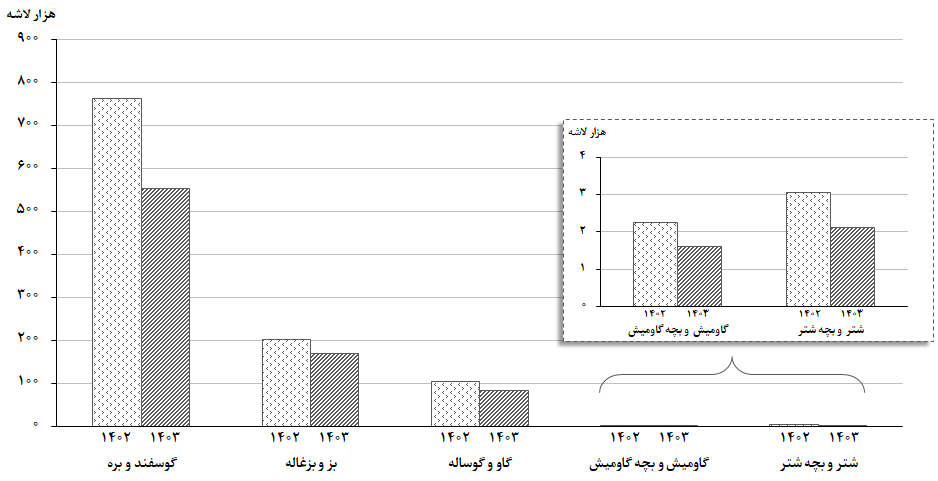 هزار لاشه
۹۰۰
۸۰۰
۷۰۰
۶۰۰
۵۰۰
۴۰۰
۳۰۰
۲۰۰
۱۰۰
۰
۱۴۰۲ ۱۴۰۳
گوسفند و بره
۱۴۰۲ ۱۴۰۳
بز و بزغاله
۱۴۰۲ ۱۴۰۳
گاو و گوساله
۱۴۰۲ ۱۴۰۳
گاومیش و بچه گاومیش
۱۴۰۲ ۱۴۰۳
شتر و بچه شتر
هزار لاشه
۴
۳
۲
۱
۰
۱۴۰۲ ۱۴۰۳
گاومیش و بچه گاومیش
۱۴۰۲ ۱۴۰۳
شتر و بچه شتر